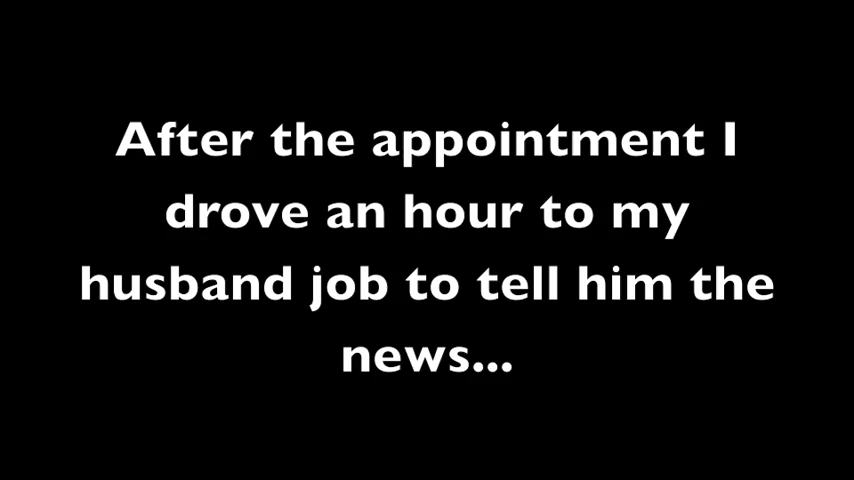 After the appointment I
drove an hour to my
husband job to tell him the
news...